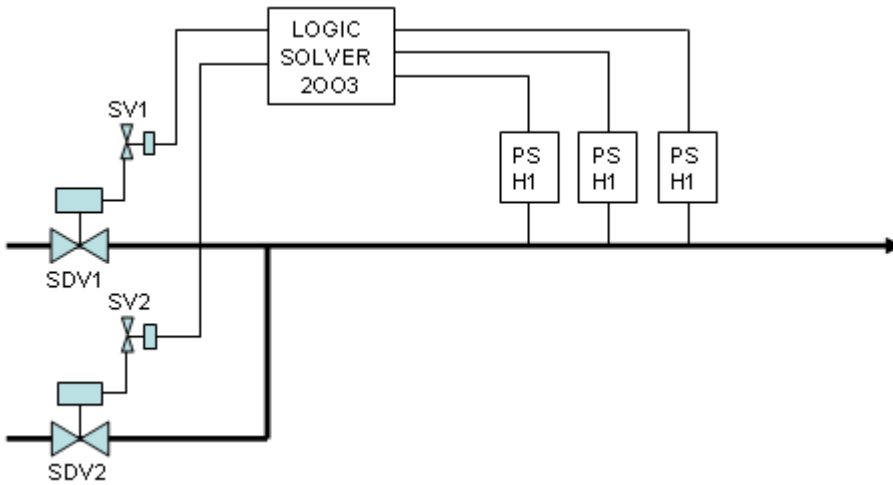 LOGIC
SOLVER
2OO3
SV1
PS
H1
PS
H1
PS
H1
SDV1
SV2
SDV2